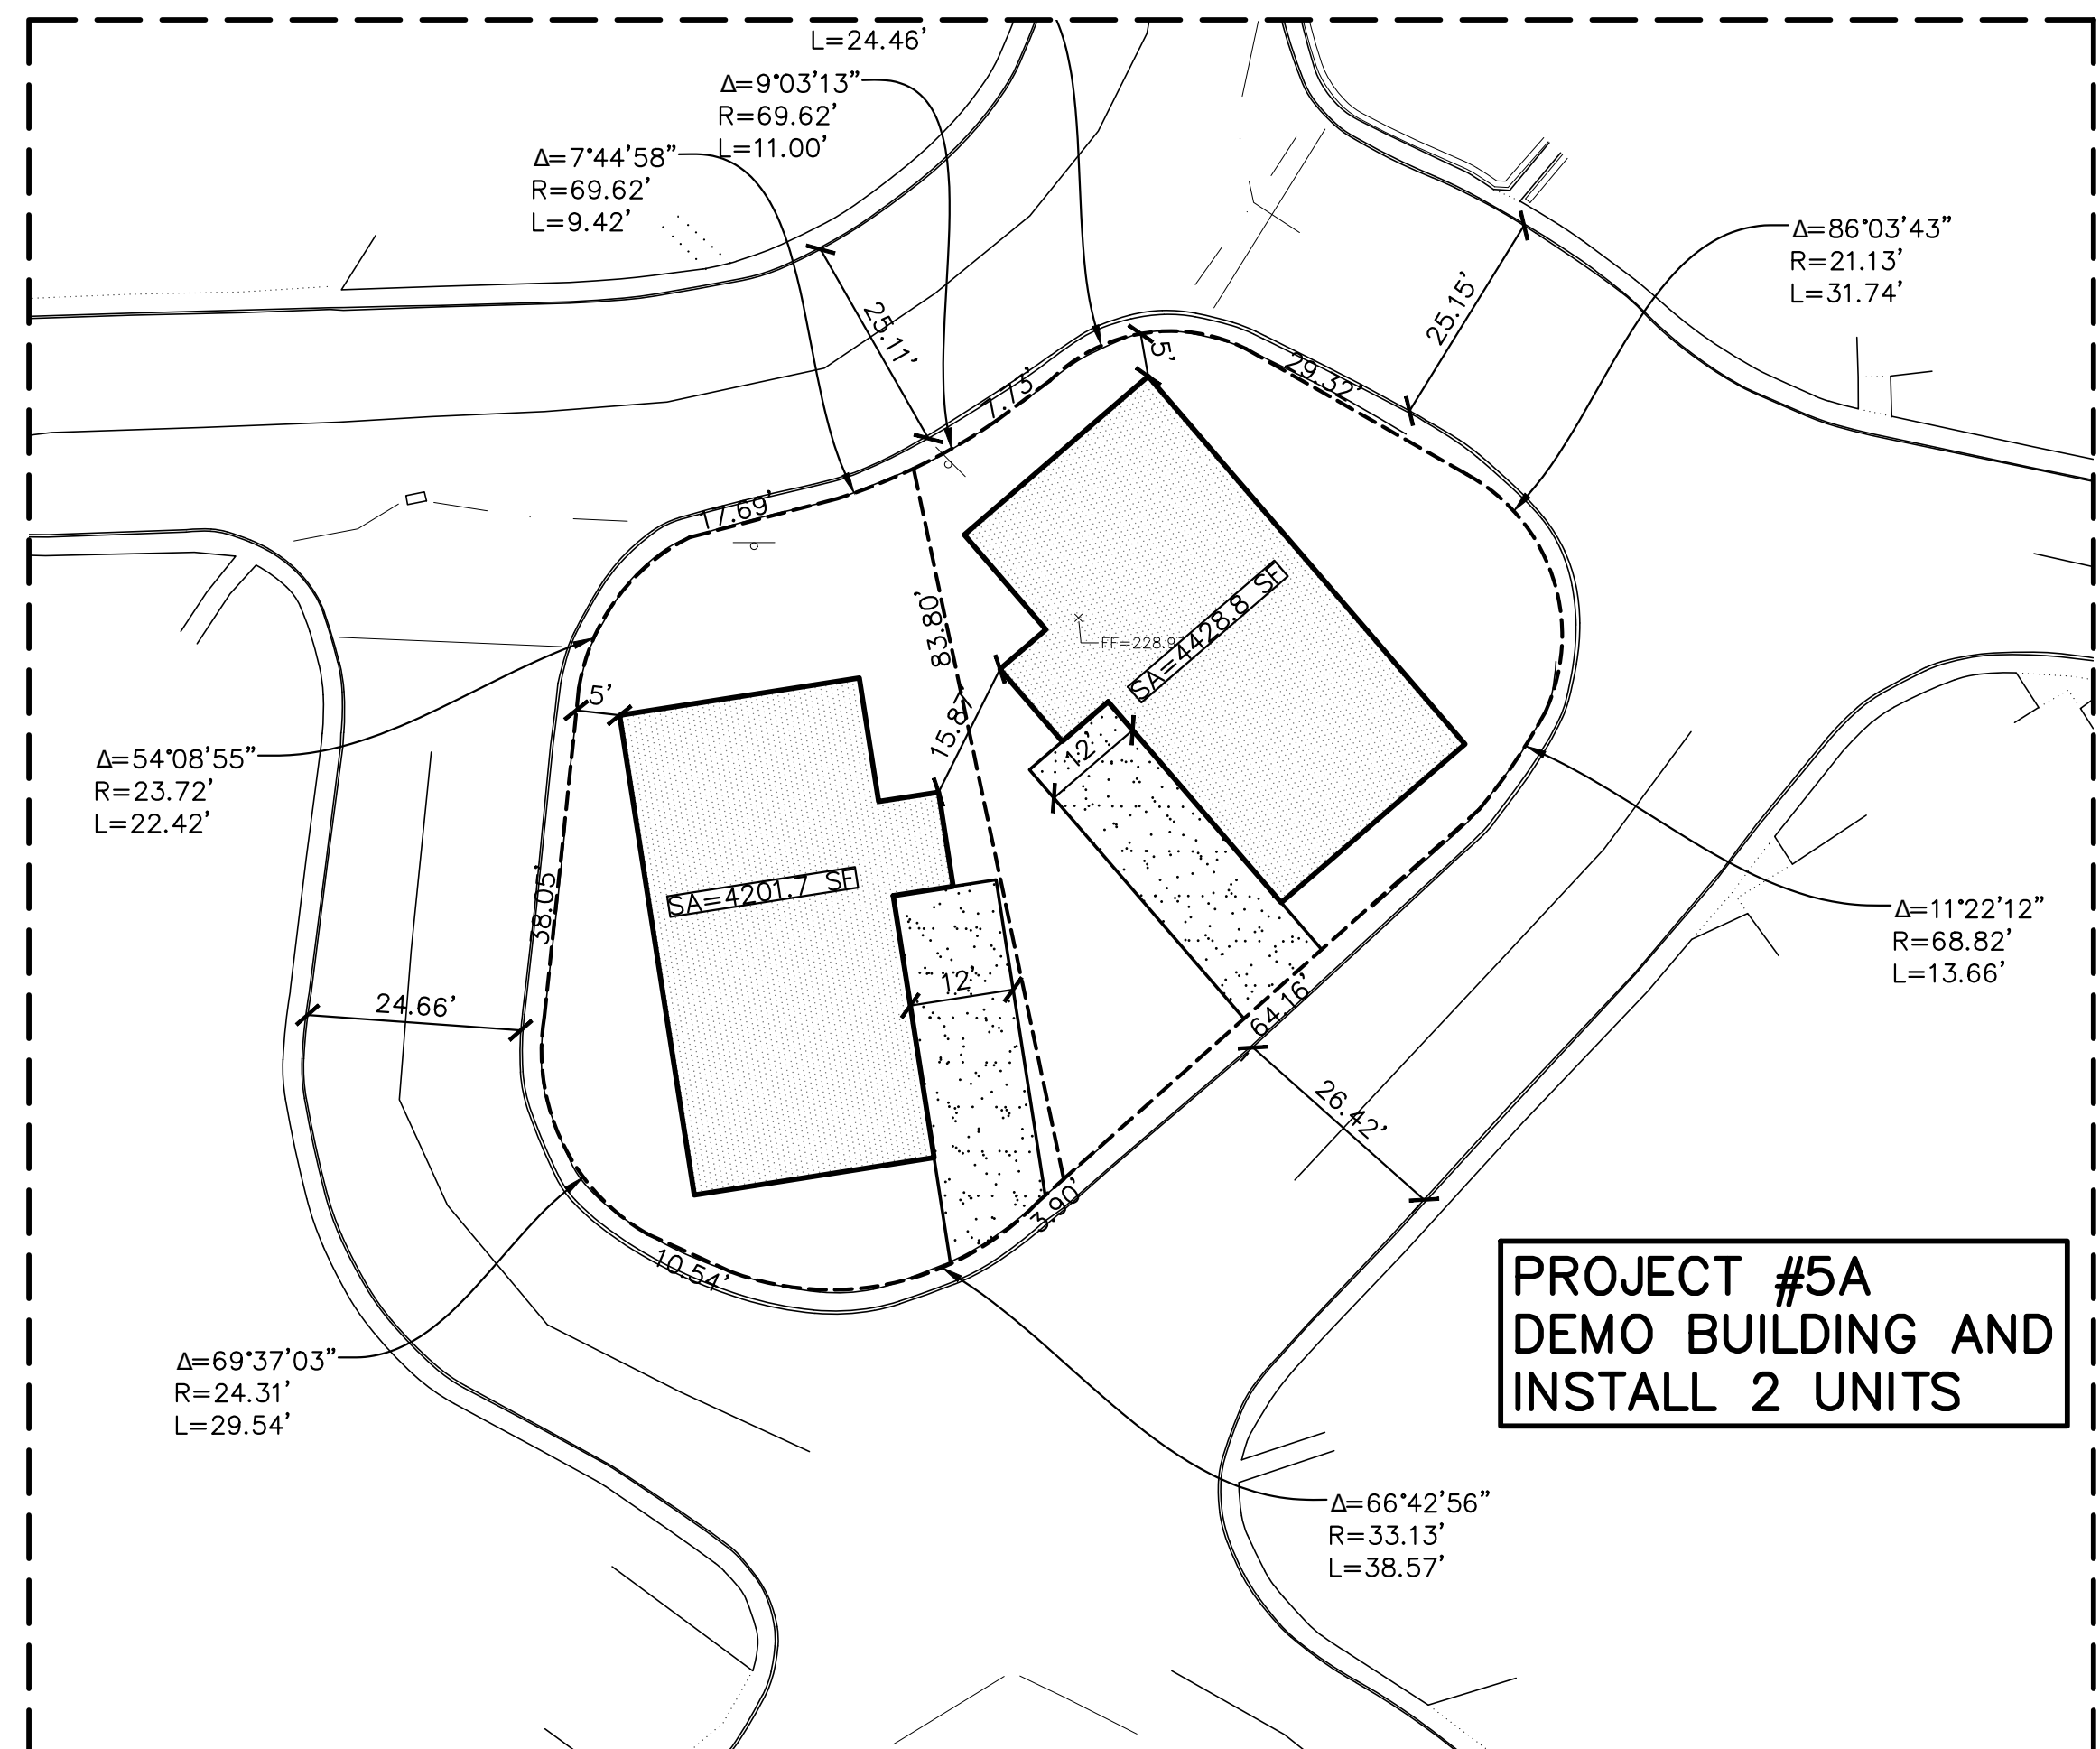 L=24.46'
Δ=9°03'13"
R=69.62'
L=11.00'
Δ=7°44'58"
R=69.62'
L=9.42'
Δ=86°03'43"
R=21.13'
L=31.74'
25.11'
25.15'
5'
7.73'
29.32'
17.69'
83.80'
SA=4428.8 SF
FF=228.9
5'
15.87'
12'
Δ=54°08'55"
R=23.72'
L=22.42'
SA=4201.7 SF
38.05'
Δ=11°22'12"
R=68.82'
L=13.66'
12'
24.66'
64.16'
26.42'
3.90'
10.54'
PROJECT #5A
DEMO BUILDING AND
INSTALL 2 UNITS
Δ=69°37'03"
R=24.31'
L=29.54'
Δ=66°42'56"
R=33.13'
L=38.57'